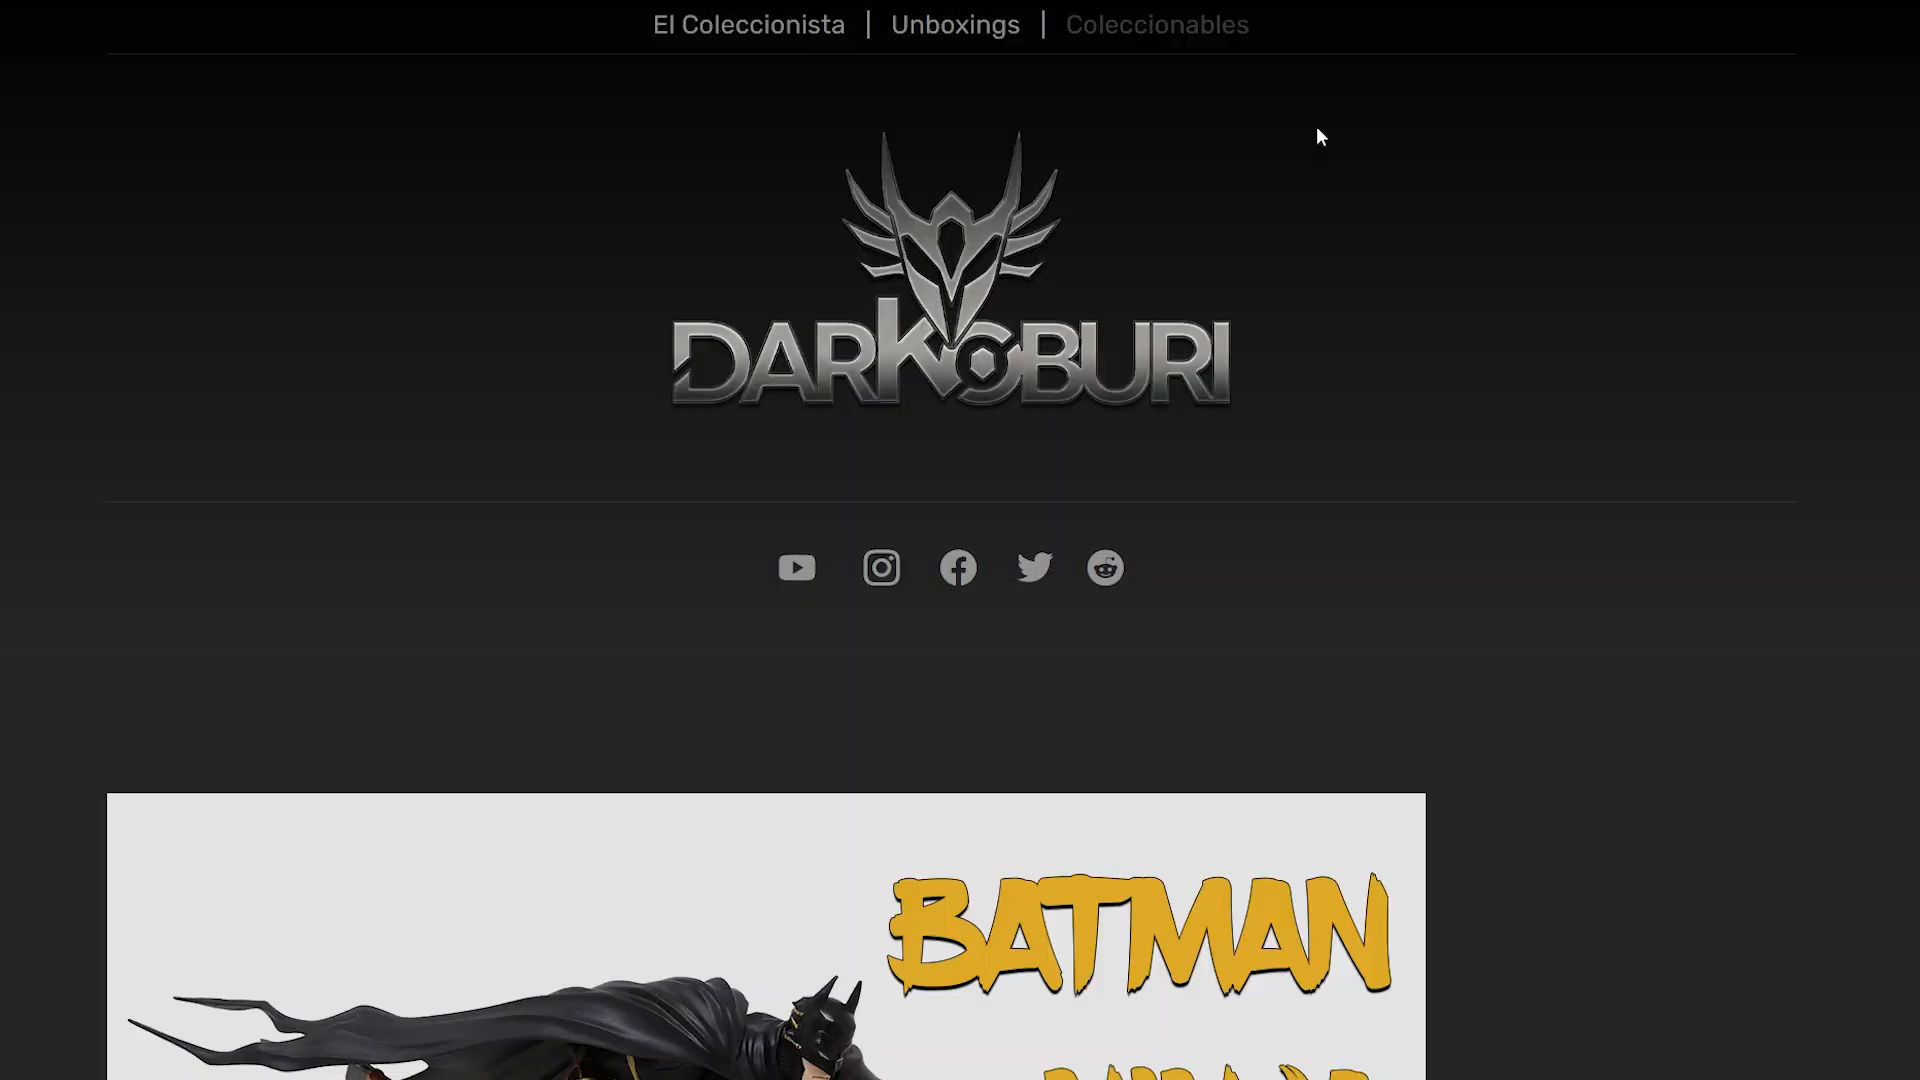 El Coleccionista | Unboxings | Coleccionables
DARKOBURI
BATMAN